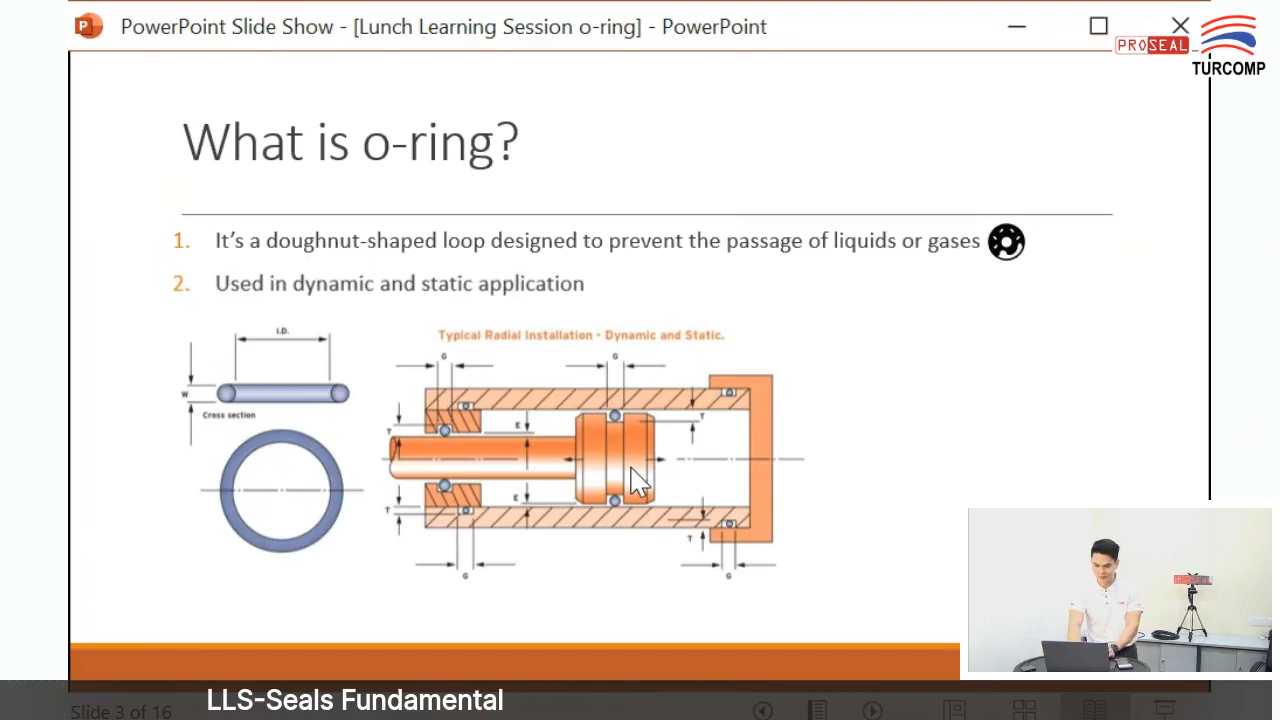 PowerPoint Slide Show - [Lunch Learning Session o-ring] - PowerPoint
PROSEAL
TURCOMP
What is o-ring?
1. It's a doughnut-shaped loop designed to prevent the passage of liquids or gases
2. Used in dynamic and static application
I.D.
W
Cross section
Typical Radial Installation - Dynamic and Static.
G
G
T
E
T
E
T
T
G
G
LLS-Seals Fundamental
Slide 3 of 16